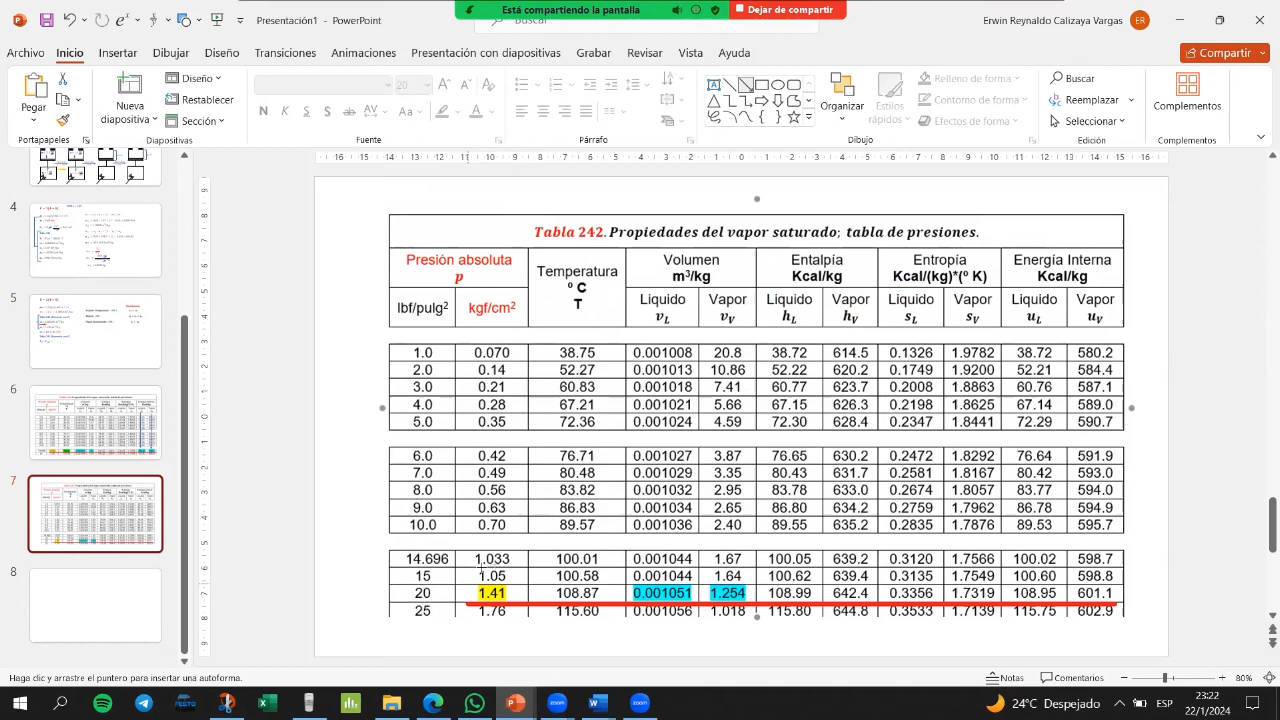 Presentación1 - PowerPoint
Está compartiendo la pantalla
Dejar de compartir
Buscar
Erwin Reynaldo Calizaya Vargas
ER
Archivo Inicio Insertar Dibujar Diseño Transiciones Animaciones Presentación con diapositivas Grabar Revisar Vista Ayuda
Compartir
Pegar
Nueva diapositiva
Diseño
Restablecer
Sección
Organizar
Estilos rápidos
Relleno de forma
Contorno de forma
Efectos de forma
Buscar
Reemplazar
Seleccionar
Complementos
Portapapeles Diapositivas Fuente Párrafo Dibujo Edición Complementos
4
5
6
7
8
Tabla 242. Propiedades del vapor saturado; tabla de presiones.
Presión absoluta p
Temperatura º C T
Volumen m³/kg
Entalpía Kcal/kg
Entropía Kcal/(kg)*(º K)
Energía Interna Kcal/kg
lbf/pulg² kgf/cm² Liquido vL Vapor vV Liquido hL Vapor hV Liquido sL Vapor sV Liquido uL Vapor uV
1.0 0.070 38.75 0.001008 20.8 38.72 614.5 0.1326 1.9782 38.72 580.2
2.0 0.14 52.27 0.001013 10.86 52.22 620.2 0.1749 1.9200 52.21 584.4
3.0 0.21 60.83 0.001018 7.41 60.77 623.7 0.2008 1.8863 60.76 587.1
4.0 0.28 67.21 0.001021 5.66 67.15 626.3 0.2198 1.8625 67.14 589.0
5.0 0.35 72.36 0.001024 4.59 72.30 628.4 0.2347 1.8441 72.29 590.7
6.0 0.42 76.71 0.001027 3.87 76.65 630.2 0.2472 1.8292 76.64 591.9
7.0 0.49 80.48 0.001029 3.35 80.43 631.7 0.2581 1.8167 80.42 593.0
8.0 0.56 83.82 0.001032 2.95 83.78 633.0 0.2674 1.8057 83.77 594.0
9.0 0.63 86.83 0.001034 2.65 86.80 634.2 0.2759 1.7962 86.78 594.9
10.0 0.70 89.57 0.001036 2.40 89.55 635.2 0.2835 1.7876 89.53 595.7
14.696 1.033 100.01 0.001044 1.67 100.05 639.2 0.3120 1.7566 100.02 598.7
15 1.05 100.58 0.001044 1.64 100.62 639.4 0.3135 1.7549 100.60 598.8
20 1.41 108.87 0.001051 1.254 108.99 642.4 0.3356 1.7319 108.95 601.1
25 1.76 115.60 0.001056 1.018 115.80 644.8 0.3533 1.7139 115.75 602.9
Haga clic y arrastre el puntero para insertar una autoforma.
Notas
Comentarios
80%
24°C Despejado
ESP
23:22
22/1/2024